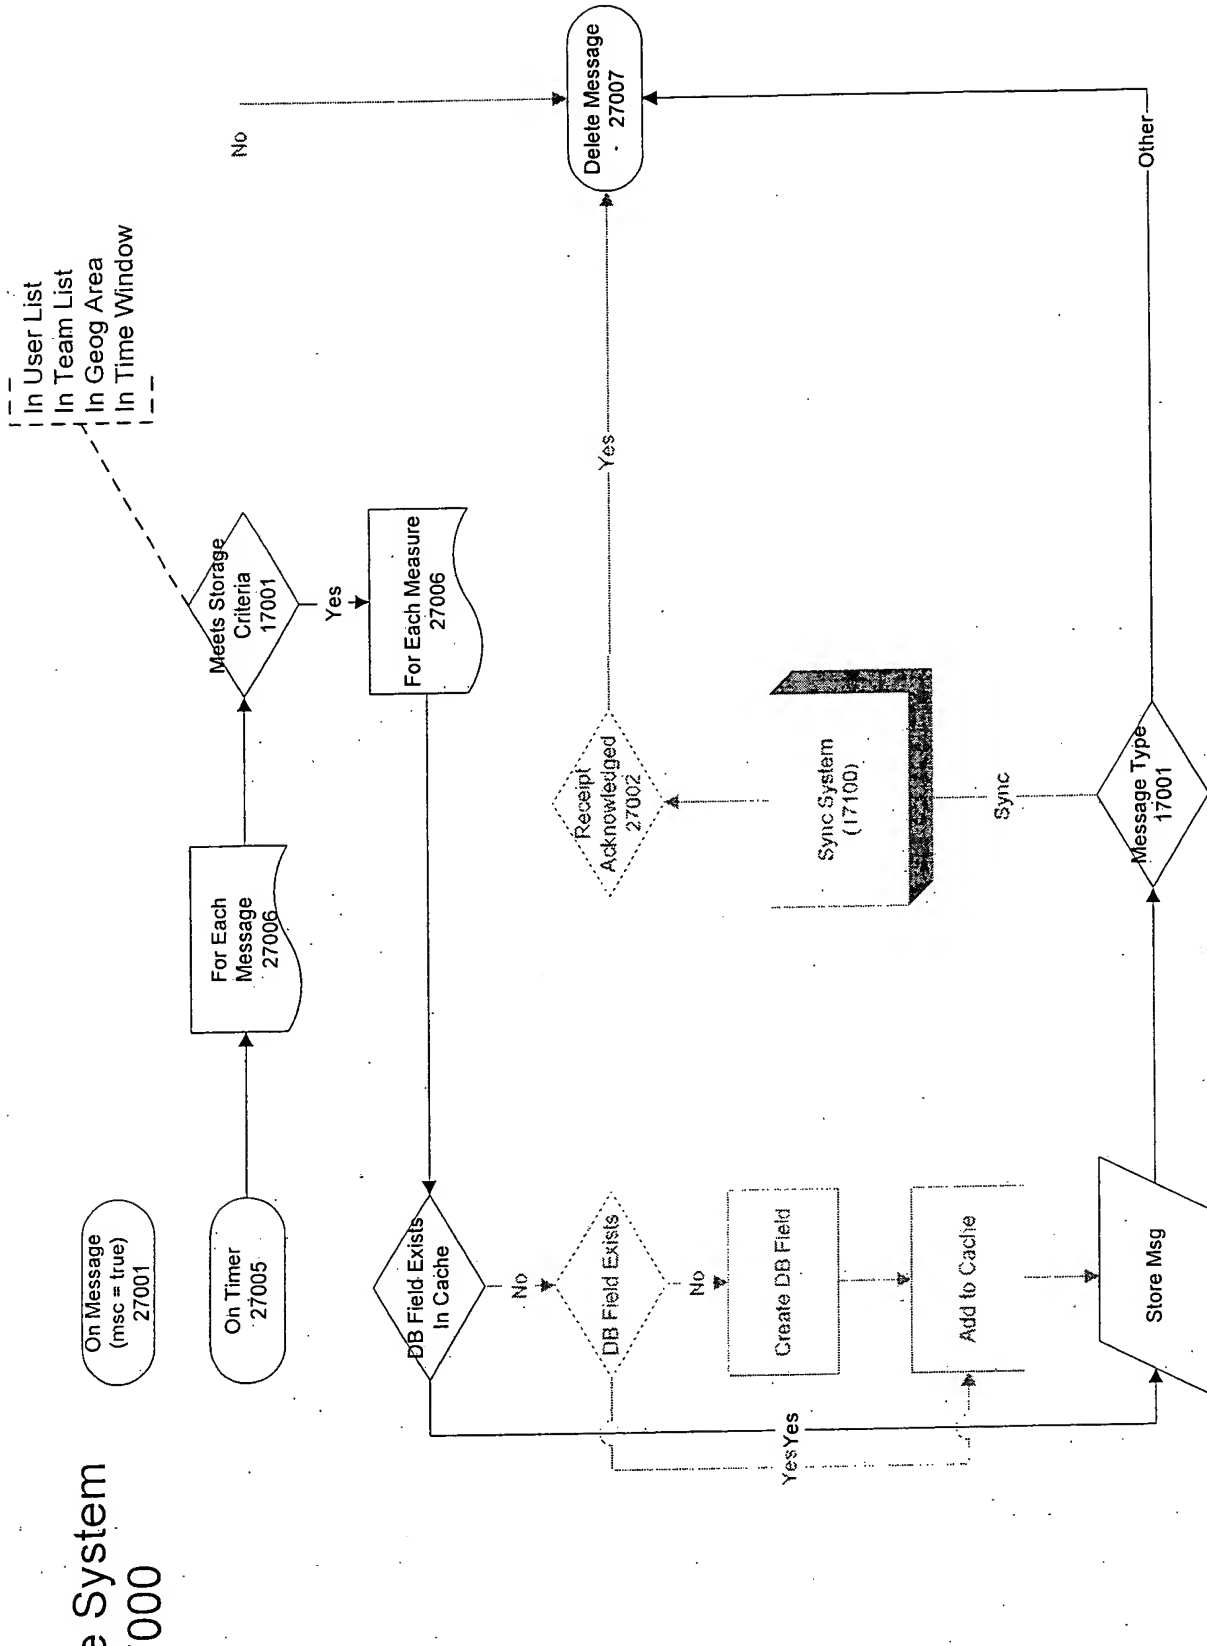 e System
7000
On Message
(msc = true)
27001
On Timer
27005
For Each
Message
27006
Meets Storage
Criteria
17001
In User List
In Team List
In Geog Area
In Time Window
No
Yes
For Each Measure
27006
DB Field Exists
In Cache
No
DB Field Exists
No
Create DB Field
Add to Cache
Yes
Yes
Store Msg
Receipt
Acknowledged
27002
Yes
Delete Message
27007
Sync System
(17100)
Sync
Message Type
17001
Other